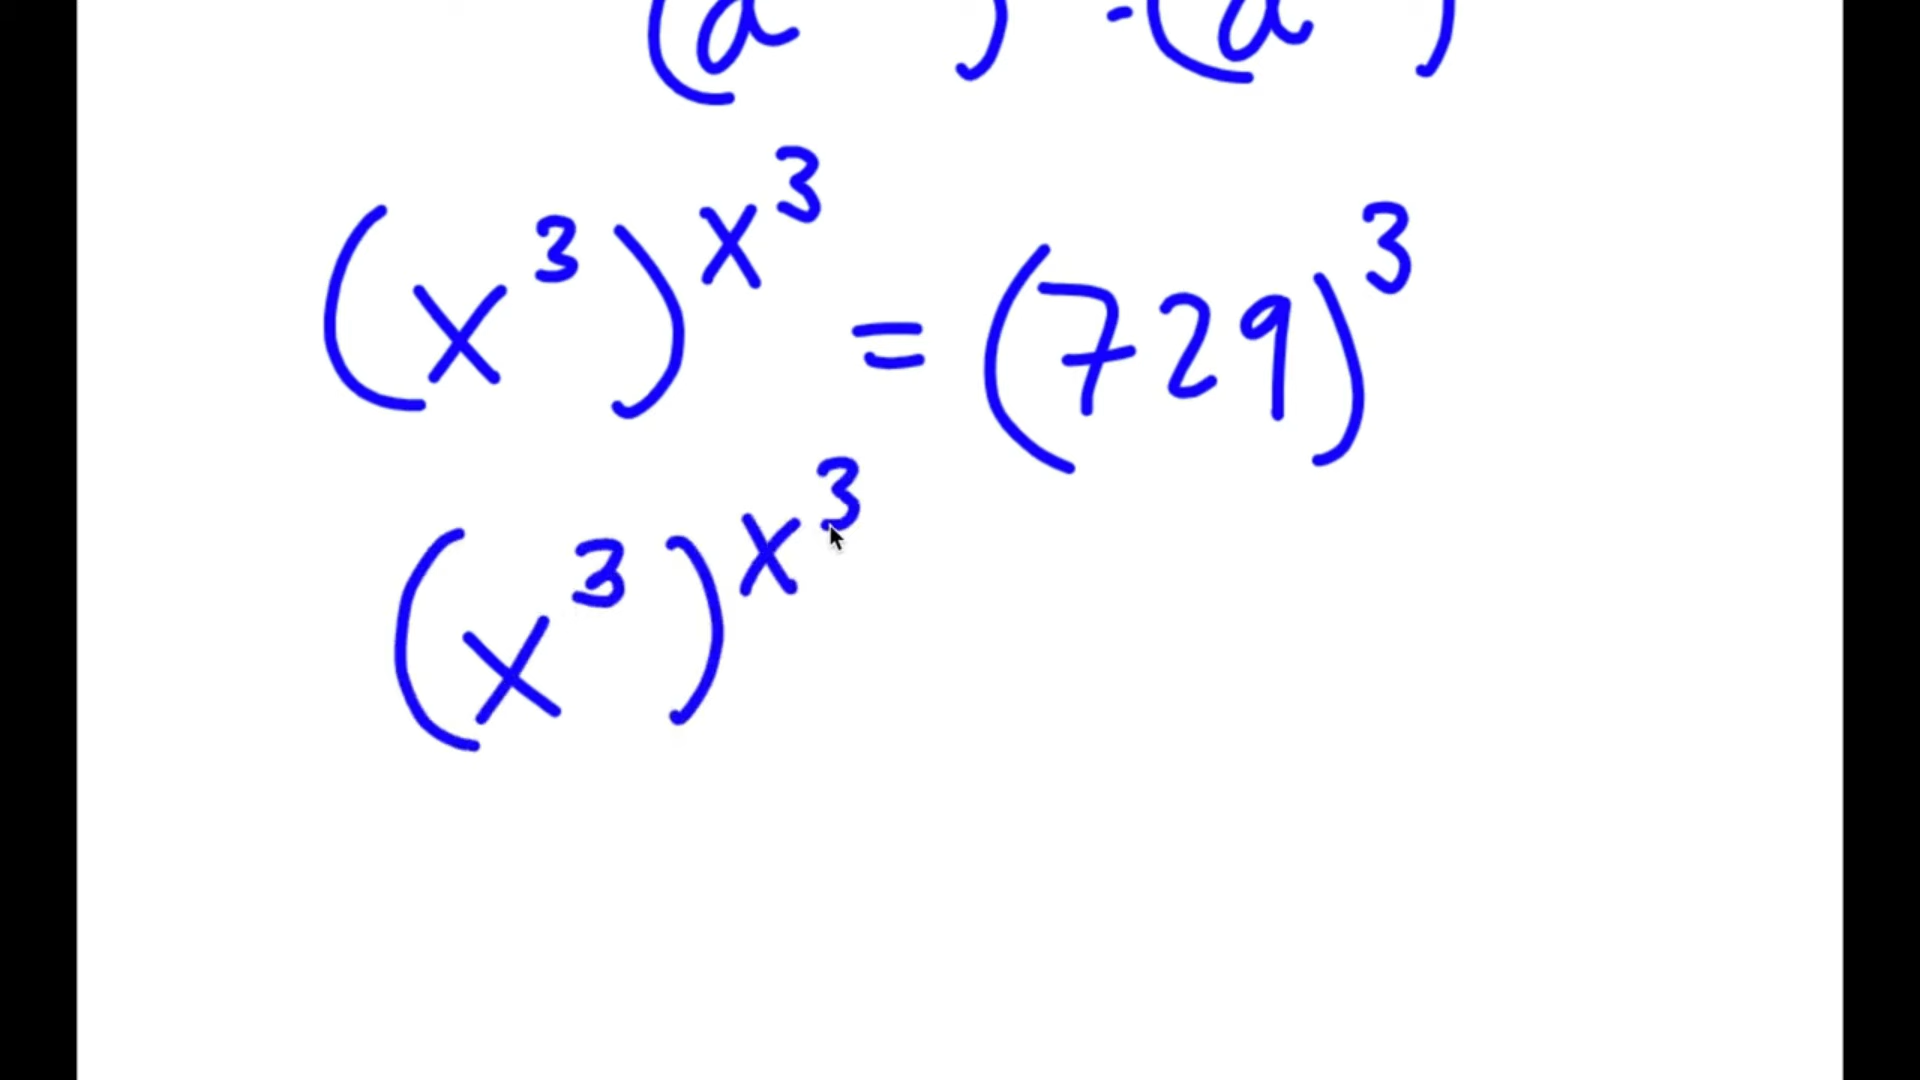 (a ) = (a )
(x³)^x³ = (729)³
(x³)^x³